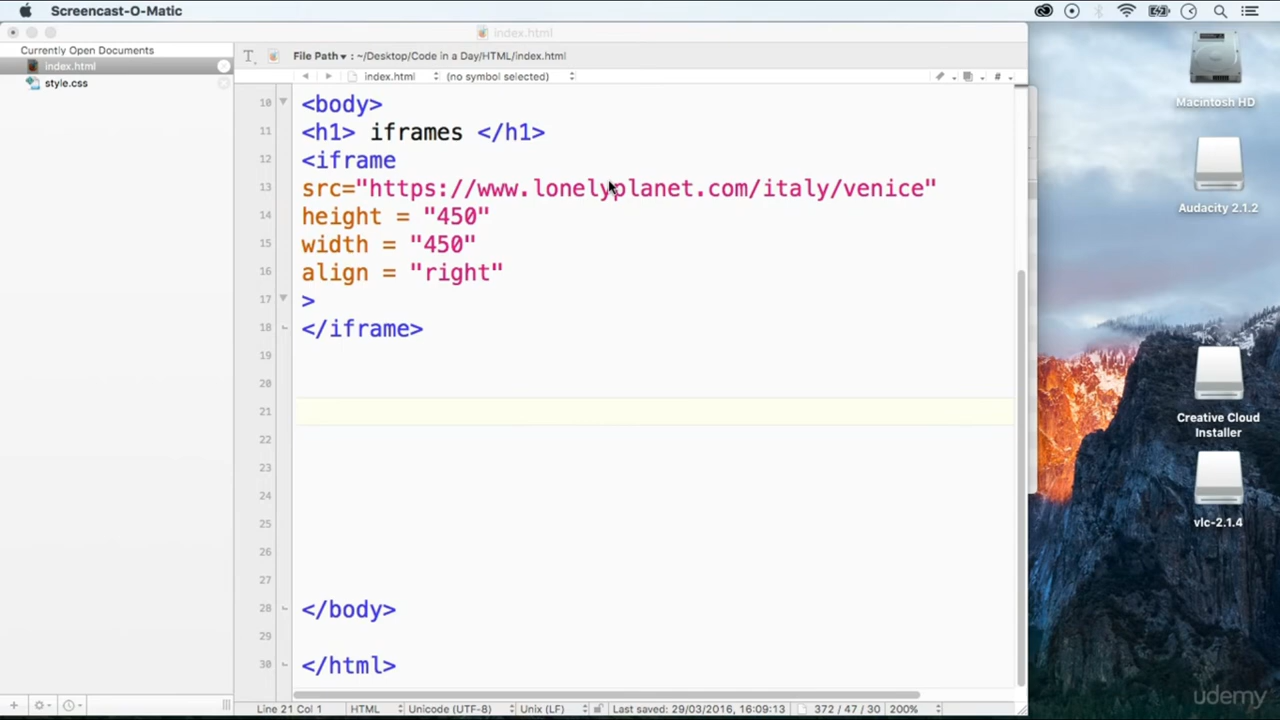 Screencast-O-Matic
index.html
Currently Open Documents
index.html
style.css
File Path ▾ : ~/Desktop/Code in a Day/HTML/index.html
index.html (no symbol selected)
10 <body>
11 <h1> iframes </h1>
12 <iframe
13 src="https://www.lonelyplanet.com/italy/venice"
14 height = "450"
15 width = "450"
16 align = "right"
17 >
18 </iframe>
19
20
21
22
23
24
25
26
27
28 </body>
29
30 </html>
Line 21 Col 1 HTML Unicode (UTF-8) Unix (LF) Last saved: 29/03/2016, 16:09:13 372 / 47 / 30 200%
Macintosh HD
Audacity 2.1.2
Creative Cloud
Installer
vlc-2.1.4
udemy